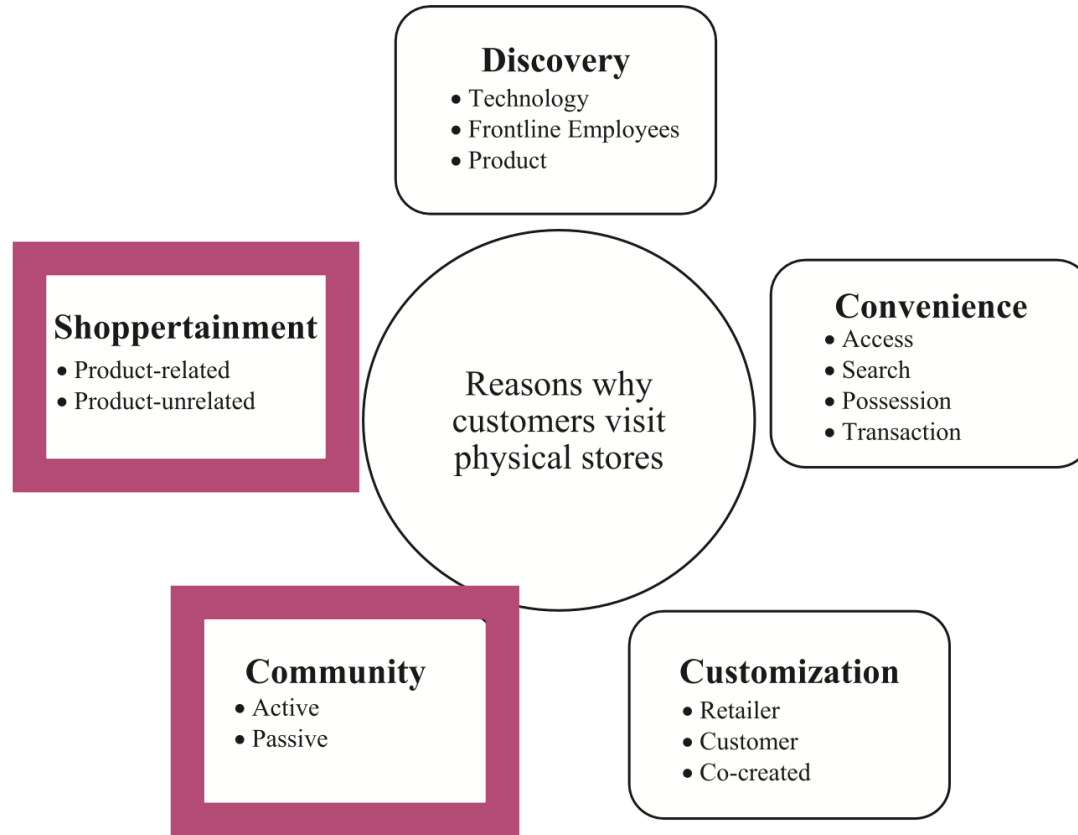 Discovery
• Technology
• Frontline Employees
• Product
Shoppertainment
• Product-related
• Product-unrelated
Reasons why
customers visit
physical stores
Convenience
• Access
• Search
• Possession
• Transaction
Community
• Active
• Passive
Customization
• Retailer
• Customer
• Co-created